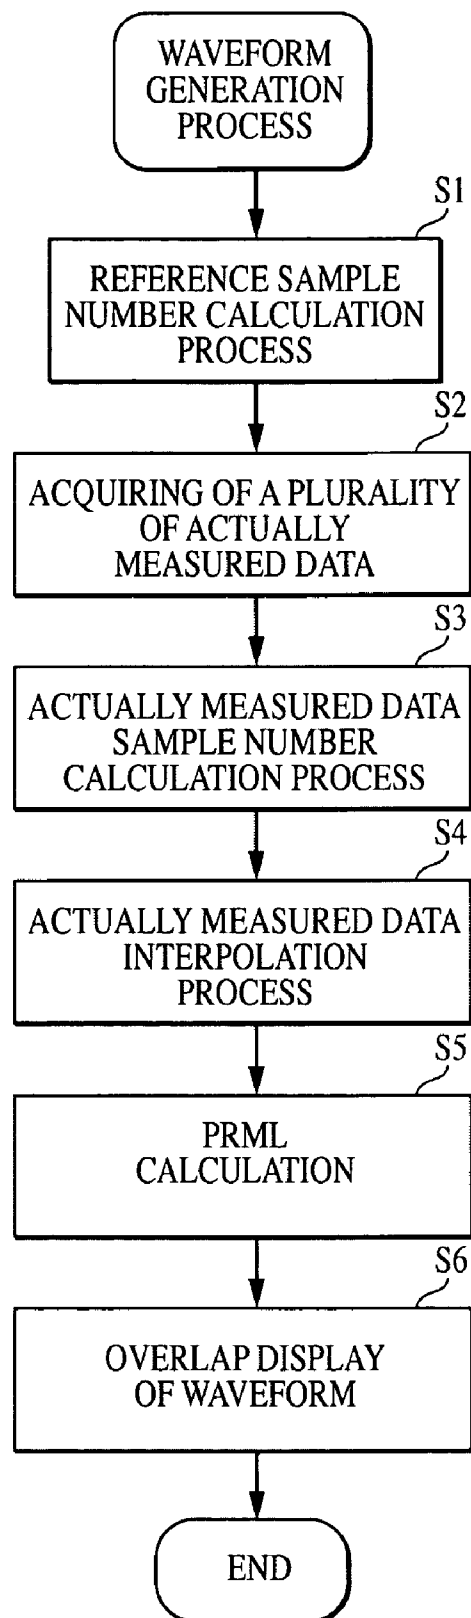 WAVEFORM
GENERATION
PROCESS
S1
REFERENCE SAMPLE
NUMBER CALCULATION
PROCESS
S2
ACQUIRING OF A PLURALITY
OF ACTUALLY
MEASURED DATA
S3
ACTUALLY MEASURED DATA
SAMPLE NUMBER
CALCULATION PROCESS
S4
ACTUALLY MEASURED DATA
INTERPOLATION
PROCESS
S5
PRML
CALCULATION
S6
OVERLAP DISPLAY
OF WAVEFORM
END